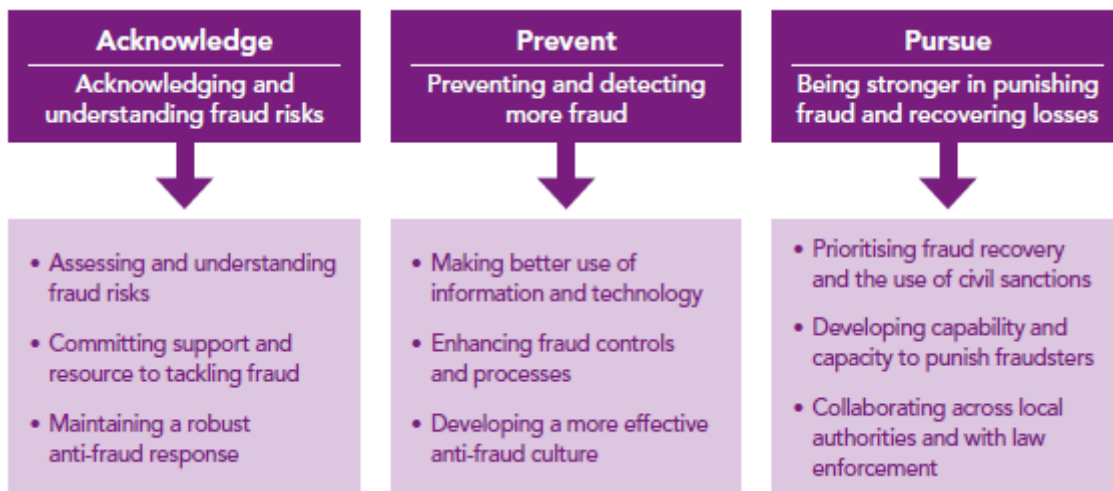 Acknowledge
Acknowledging and
understanding fraud risks
• Assessing and understanding
fraud risks
• Committing support and
resource to tackling fraud
• Maintaining a robust
anti-fraud response
Prevent
Preventing and detecting
more fraud
• Making better use of
information and technology
• Enhancing fraud controls
and processes
• Developing a more effective
anti-fraud culture
Pursue
Being stronger in punishing
fraud and recovering losses
• Prioritising fraud recovery
and the use of civil sanctions
• Developing capability and
capacity to punish fraudsters
• Collaborating across local
authorities and with law
enforcement